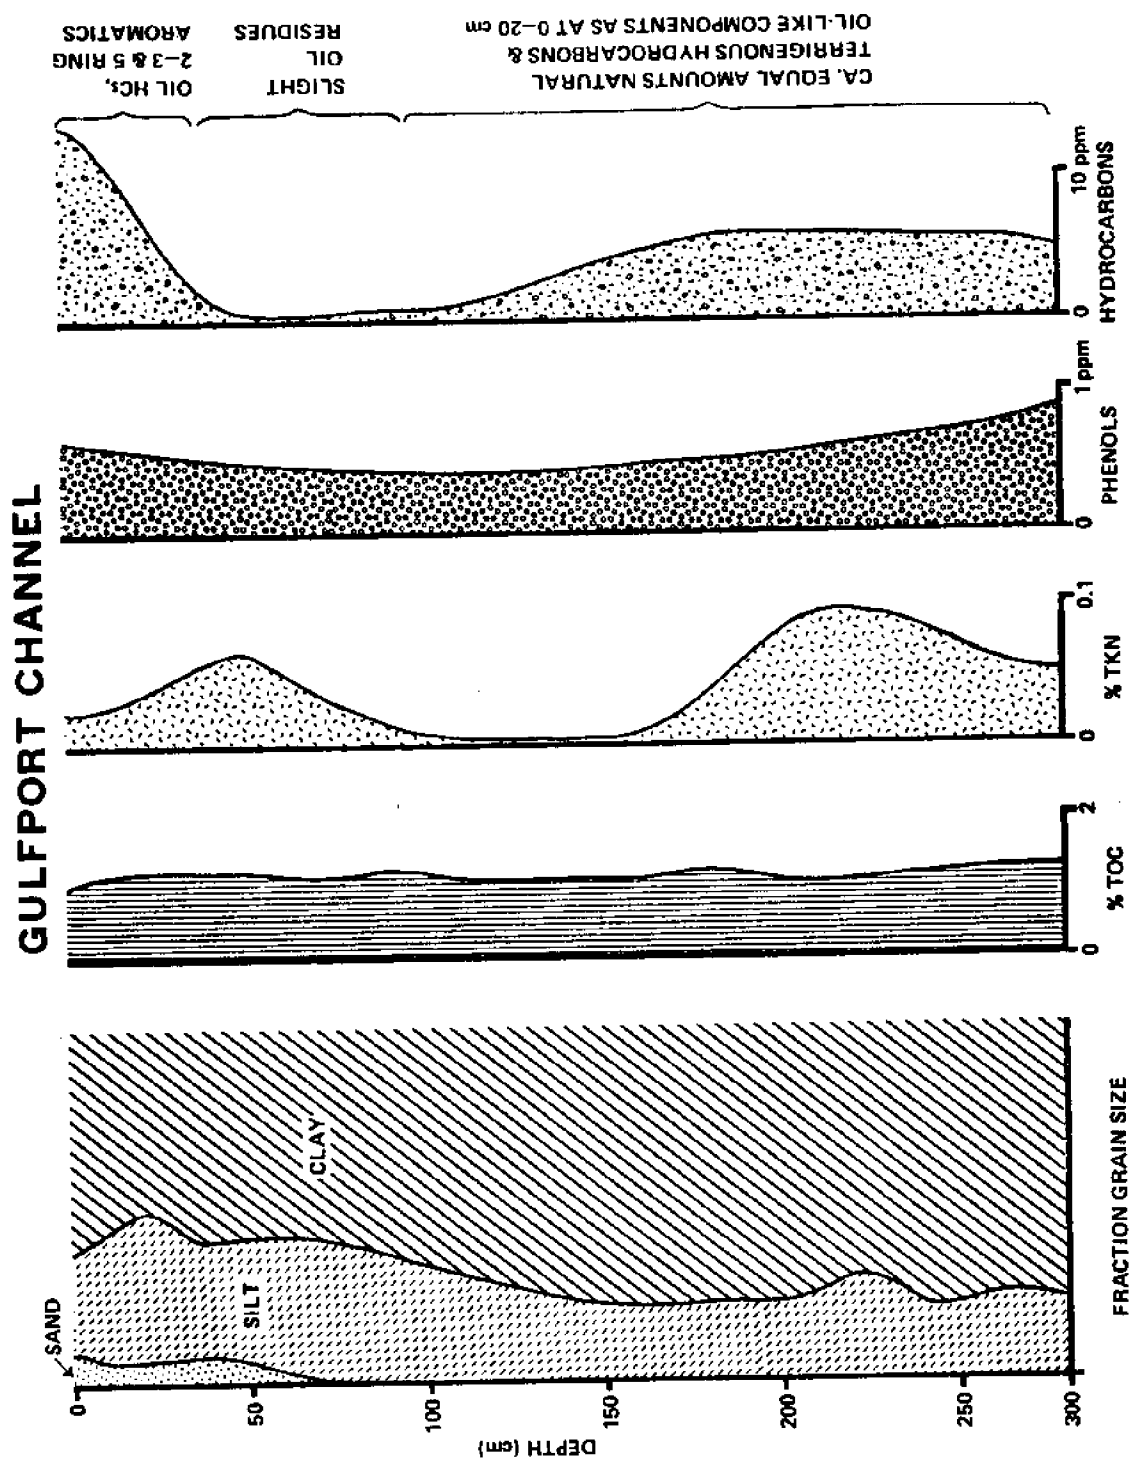 GULFPORT CHANNEL
OIL HCs,
2-3 & 5 RING
AROMATICS
SLIGHT
OIL
RESIDUES
CA. EQUAL AMOUNTS NATURAL
TERRIGENOUS HYDROCARBONS &
OIL-LIKE COMPONENTS AS AT 0-20 cm
0
10 ppm
HYDROCARBONS
0
1 ppm
PHENOLS
0
0.1
% TKN
0
2
% TOC
SAND
SILT
CLAY
FRACTION GRAIN SIZE
0
50
100
150
200
250
300
DEPTH (cm)